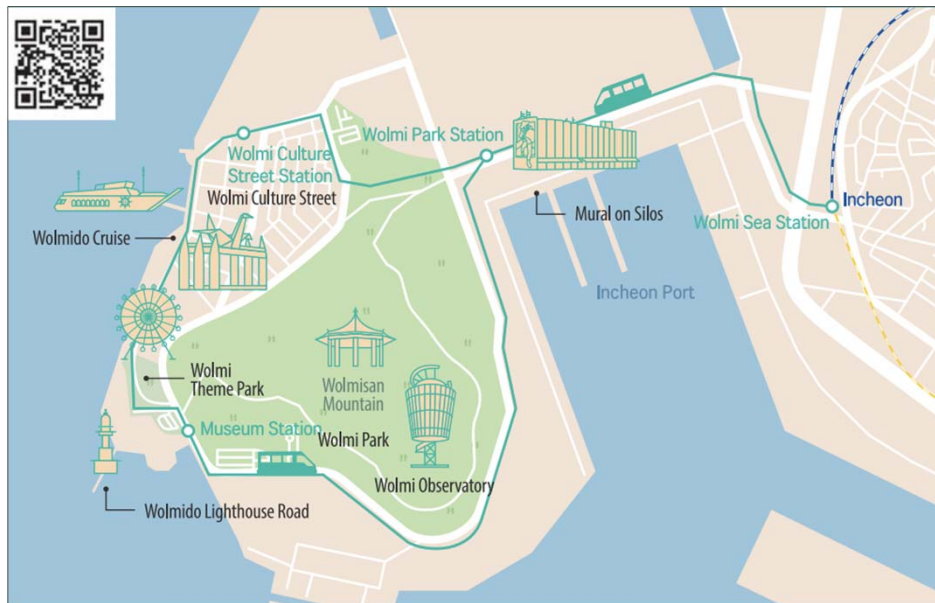 Wolmi Park Station
Wolmi Culture
Street Station
Wolmi Culture Street
Wolmido Cruise
Mural on Silos
Incheon
Wolmi Sea Station
Incheon Port
Wolmi
Theme Park
Wolmisan
Mountain
Museum Station
Wolmi Park
Wolmi Observatory
Wolmido Lighthouse Road